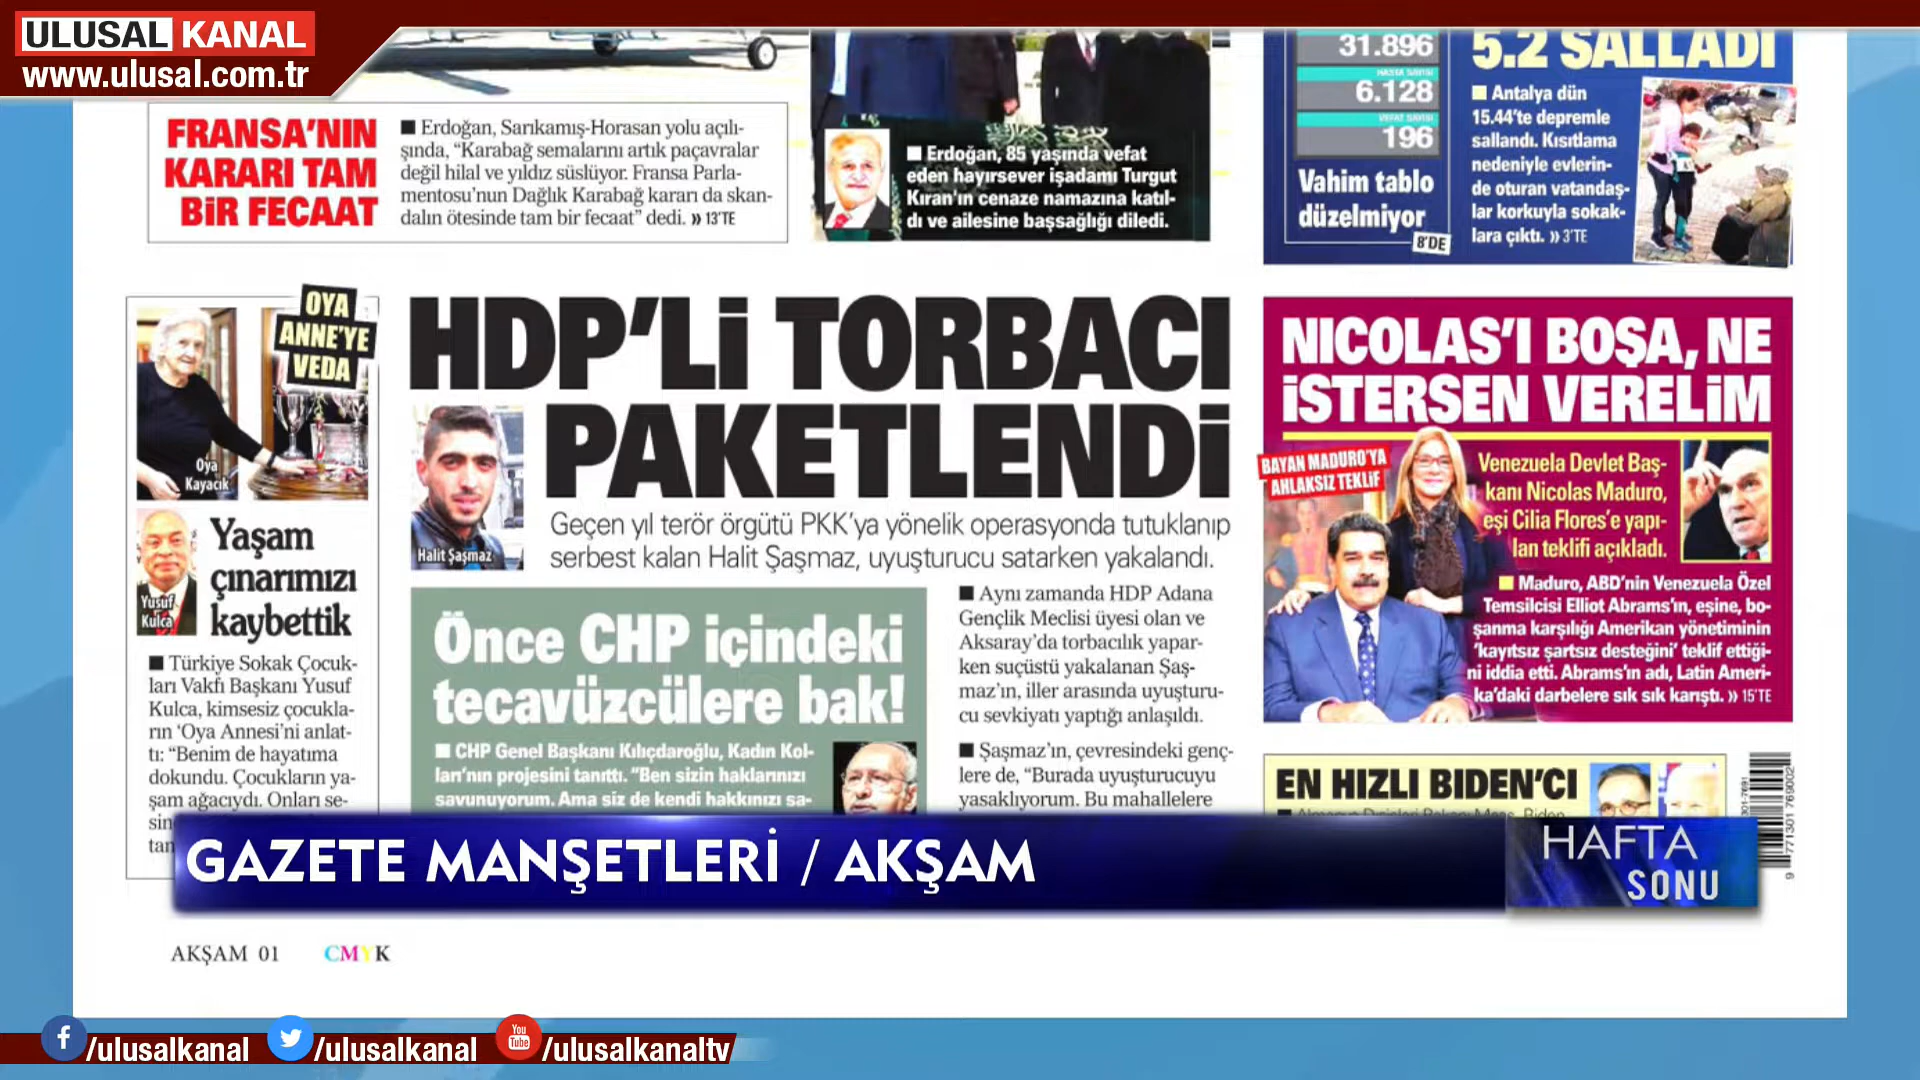 ULUSAL KANAL
www.ulusal.com.tr
FRANSA'NIN
KARARI TAM
BİR FECAAT
■ Erdoğan, Sarıkamış-Horasan yolu açılı-
şında, “Karabağ semalarını artık paçavralar
değil hilal ve yıldız süslüyor. Fransa Parla-
mentosu'nun Dağlık Karabağ kararı da skan-
dalın ötesinde tam bir fecaat” dedi. » 13'TE
■ Erdoğan, 85 yaşında vefat
eden hayırsever işadamı Turgut
Kıran'ın cenaze namazına katıl-
dı ve ailesine başsağlığı diledi.
31.896
HASTA SAYISI
6.128
VEFAT SAYISI
196
Vahim tablo
düzelmiyor
8'DE
5.2 SALLADI
■ Antalya dün
15.44'te depremle
sallandı. Kısıtlama
nedeniyle evlerin-
de oturan vatandaş-
lar korkuyla sokak-
lara çıktı. » 3'TE
OYA
ANNE'YE
VEDA
Oya
Kayacık
Yusuf
Kulca
Yaşam
çınarımızı
kaybettik
■ Türkiye Sokak Çocuk-
ları Vakfı Başkanı Yusuf
Kulca, kimsesiz çocukla-
rın ‘Oya Annesi’ni anlat-
tı: “Benim de hayatıma
dokundu. Çocukların ya-
şam ağacıydı. Onları se-
sin
tan
HDP'Lİ TORBACI
PAKETLENDİ
Halit Şaşmaz
Geçen yıl terör örgütü PKK'ya yönelik operasyonda tutuklanıp
serbest kalan Halit Şaşmaz, uyuşturucu satarken yakalandı.
Önce CHP içindeki
tecavüzcülere bak!
■ CHP Genel Başkanı Kılıçdaroğlu, Kadın Kol-
ları'nın projesini tanıttı. “Ben sizin haklarınızı
savunuyorum. Ama siz de kendi hakkınızı sa-
■ Aynı zamanda HDP Adana
Gençlik Meclisi üyesi olan ve
Aksaray'da torbacılık yapar-
ken suçüstü yakalanan Şaş-
maz'ın, iller arasında uyuşturu-
cu sevkiyatı yaptığı anlaşıldı.
■ Şaşmaz'ın, çevresindeki genç-
lere de, “Burada uyuşturucuyu
yasaklıyorum. Bu mahallelere
NICOLAS'I BOŞA, NE
İSTERSEN VERELİM
BAYAN MADURO'YA
AHLAKSIZ TEKLİF
Venezuela Devlet Baş-
kanı Nicolas Maduro,
eşi Cilia Flores'e yapı-
lan teklifi açıkladı.
■ Maduro, ABD'nin Venezuela Özel
Temsilcisi Elliot Abrams'ın, eşine, bo-
şanma karşılığı Amerikan yönetiminin
‘kayıtsız şartsız desteğini’ teklif ettiği-
ni iddia etti. Abrams'ın adı, Latin Ameri-
ka'daki darbelere sık sık karıştı. » 15'TE
EN HIZLI BIDEN'CI
9 771301 769002
GAZETE MANŞETLERİ / AKŞAM
HAFTA
SONU
AKŞAM 01
CMYK
/ulusalkanal
/ulusalkanal
You
Tube
/ulusalkanaltv